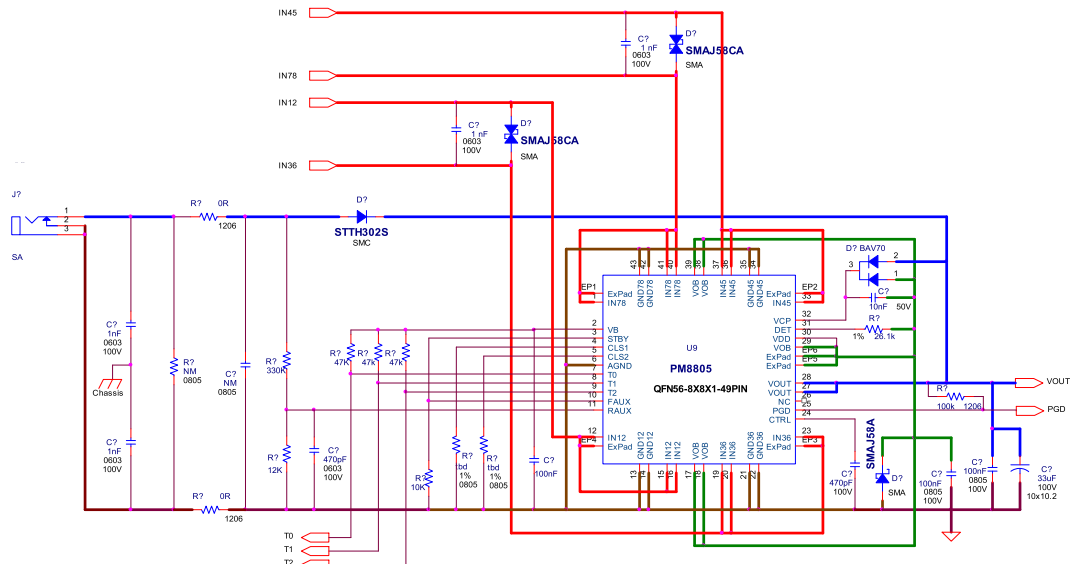 IN45
C?
1 nF
0603
100V
D?
SMAJ58CA
SMA
IN78
IN12
C?
1 nF
0603
100V
D?
SMAJ58CA
SMA
IN36
J?
1
2
3
SA
R? 0R
1206
D?
STTH302S
SMC
C?
1nF
0603
100V
Chassis
C?
1nF
0603
100V
R?
NM
0805
C?
NM
0805
R?
330K
R?
12K
C?
470pF
0603
100V
R? 0R
1206
R?
47K
R?
47k
R?
47k
R?
10K
R?
tbd
1%
0805
R?
tbd
1%
0805
C?
100nF
T0
T1
T2
43 42 41 40 39 38 37 36 35 34
GND78 GND78 IN78 IN78 VOB VOB IN45 IN45 GND45 GND45
EP1 ExPad
1 IN78
2 VB
3 STBY
4 CLS1
5 CLS2
6 AGND
7 T0
8 T1
9 T2
10 FAUX
11 RAUX
12 IN12
EP4 ExPad
U9
PM8805
QFN56-8X8X1-49PIN
ExPad EP2
IN45 33
VCP 32
DET 31
VDD 30
VOB 29
ExPad EP6
ExPad EP5
VOUT 28
VOUT 27
NC 26
PGD 25
CTRL 24
IN36 23
ExPad EP3
GND12 GND12 IN12 IN12 VOB VOB IN36 IN36 GND36 GND36
13 14 15 16 17 18 19 20 21 22
D? BAV70
3
2
1
C?
10nF
50V
R?
1% 26.1k
VOUT
R?
100k 1206
PGD
C?
470pF
100V
SMAJ58A
D?
SMA
C?
100nF
0805
100V
C?
100nF
0805
100V
C?
33uF
100V
10x10.2